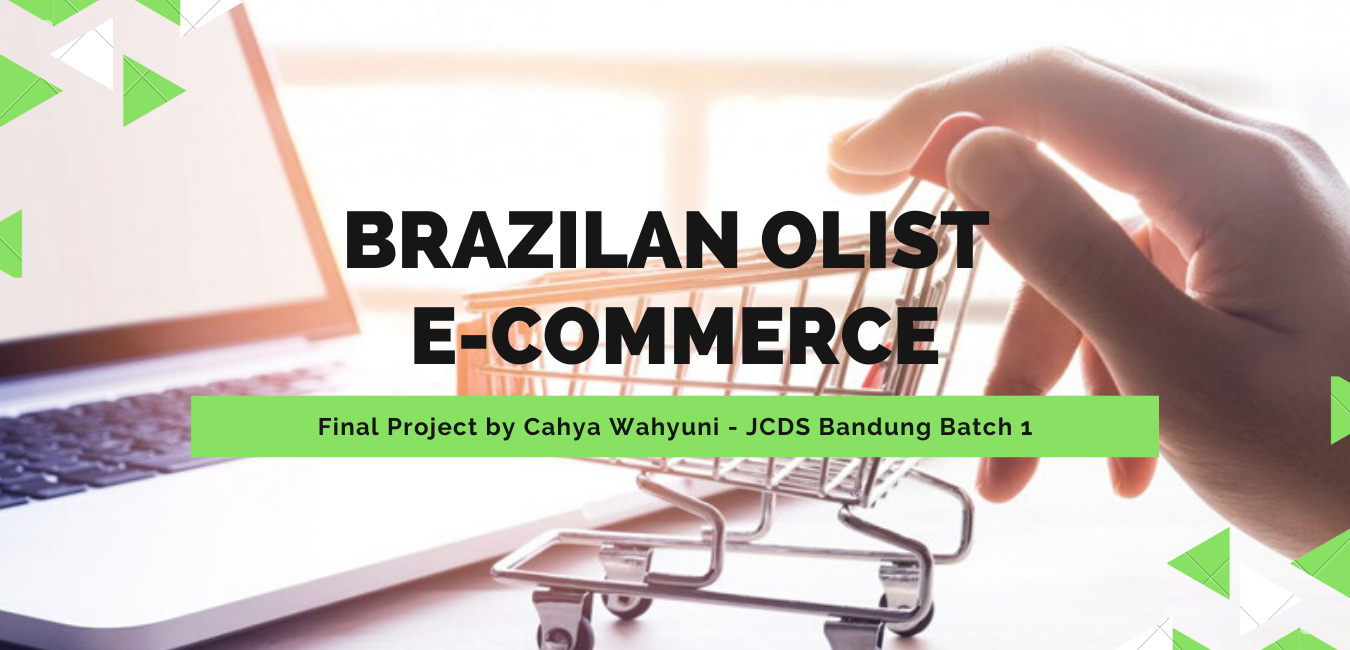 BRAZILAN OLIST
E-COMMERCE
Final Project by Cahya Wahyuni - JCDS Bandung Batch 1